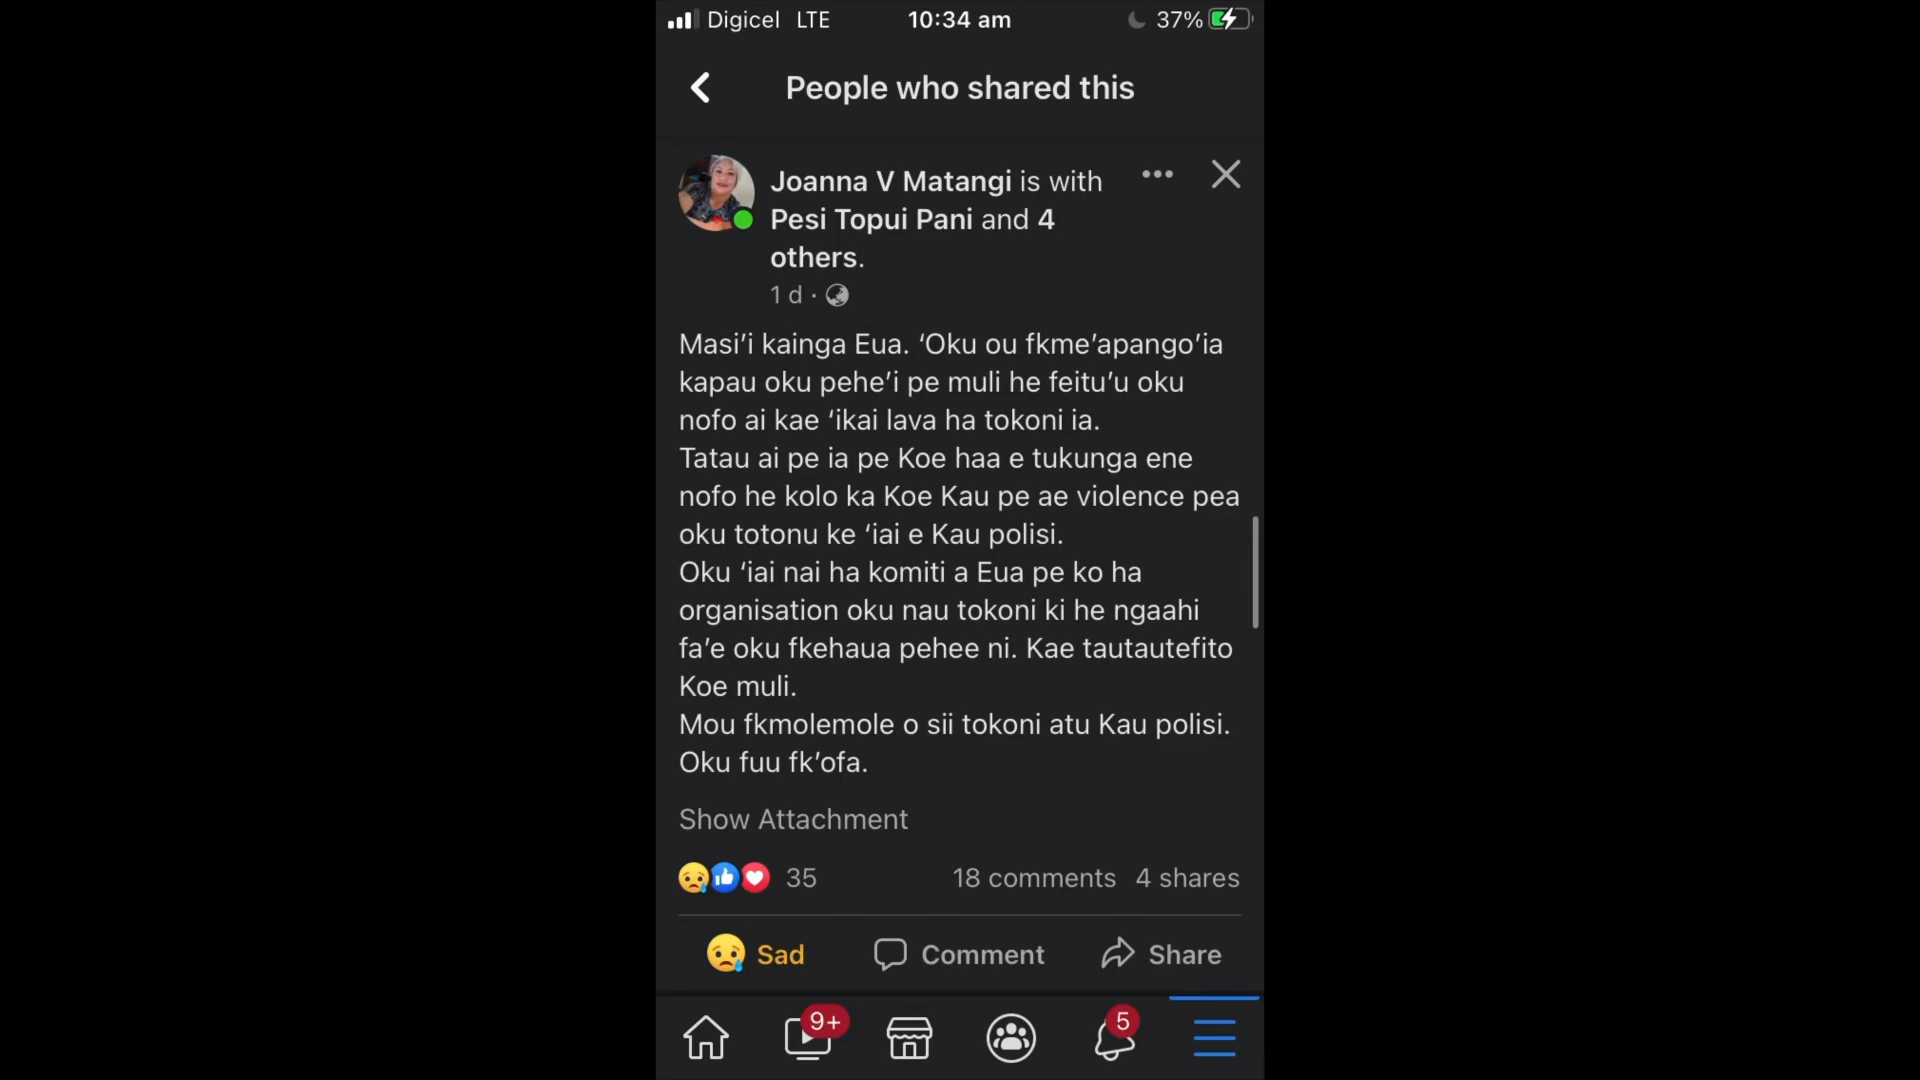 Digicel LTE 10:34 am 37%
People who shared this
Joanna V Matangi is with
Pesi Topui Pani and 4
others.
1 d ·
Masi’i kainga Eua. ‘Oku ou fkme’apango’ia
kapau oku pehe’i pe muli he feitu’u oku
nofo ai kae ‘ikai lava ha tokoni ia.
Tatau ai pe ia pe Koe haa e tukunga ene
nofo he kolo ka Koe Kau pe ae violence pea
oku totonu ke ‘iai e Kau polisi.
Oku ‘iai nai ha komiti a Eua pe ko ha
organisation oku nau tokoni ki he ngaahi
fa’e oku fkehaua pehee ni. Kae tautautefito
Koe muli.
Mou fkmolemole o sii tokoni atu Kau polisi.
Oku fuu fk’ofa.
Show Attachment
35 18 comments 4 shares
Sad Comment Share
9+ 5